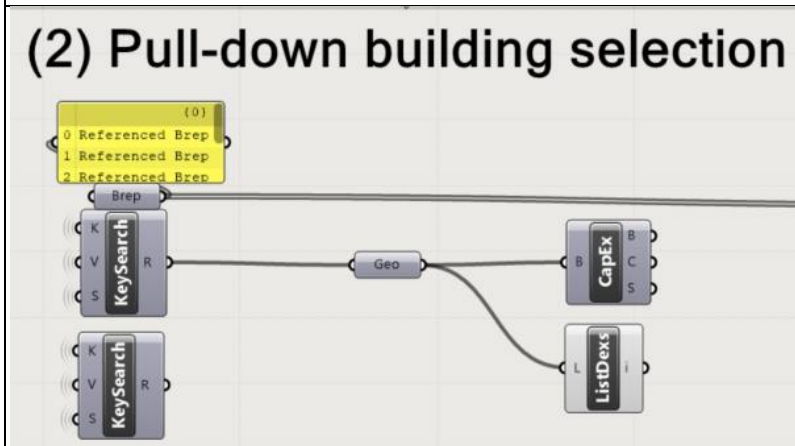 (2) Pull-down building selection
{0}
0 Referenced Brep
1 Referenced Brep
2 Referenced Brep
Brep
K
V
S
KeySearch
R
Geo
B
CapEx
B
C
S
L
ListDexs
i
K
V
S
KeySearch
R